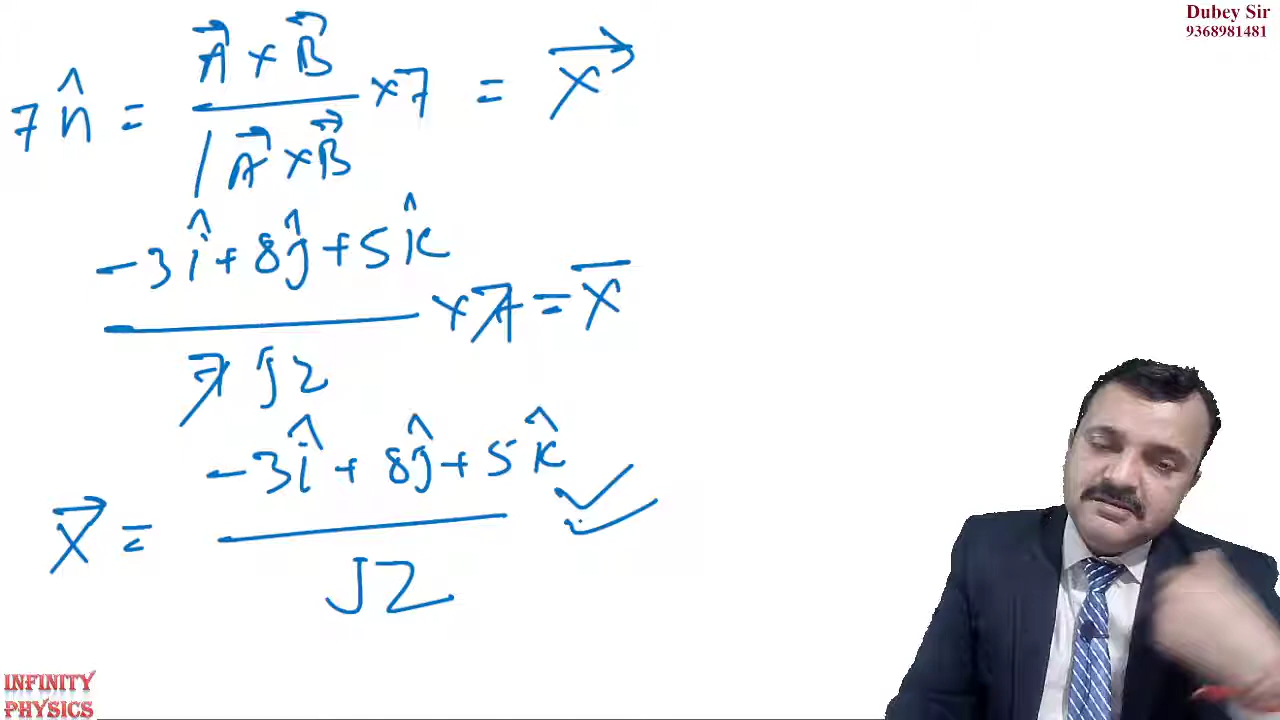 Dubey Sir
9368981481
7n̂ = A⃗ × B⃗ / |A⃗ × B⃗ × 7 = x⃗
-3î + 8ĵ + 5k̂ / 7√2 × 7 = x⃗
x⃗ = -3î + 8ĵ + 5k̂ / √2
INFINITY
PHYSICS